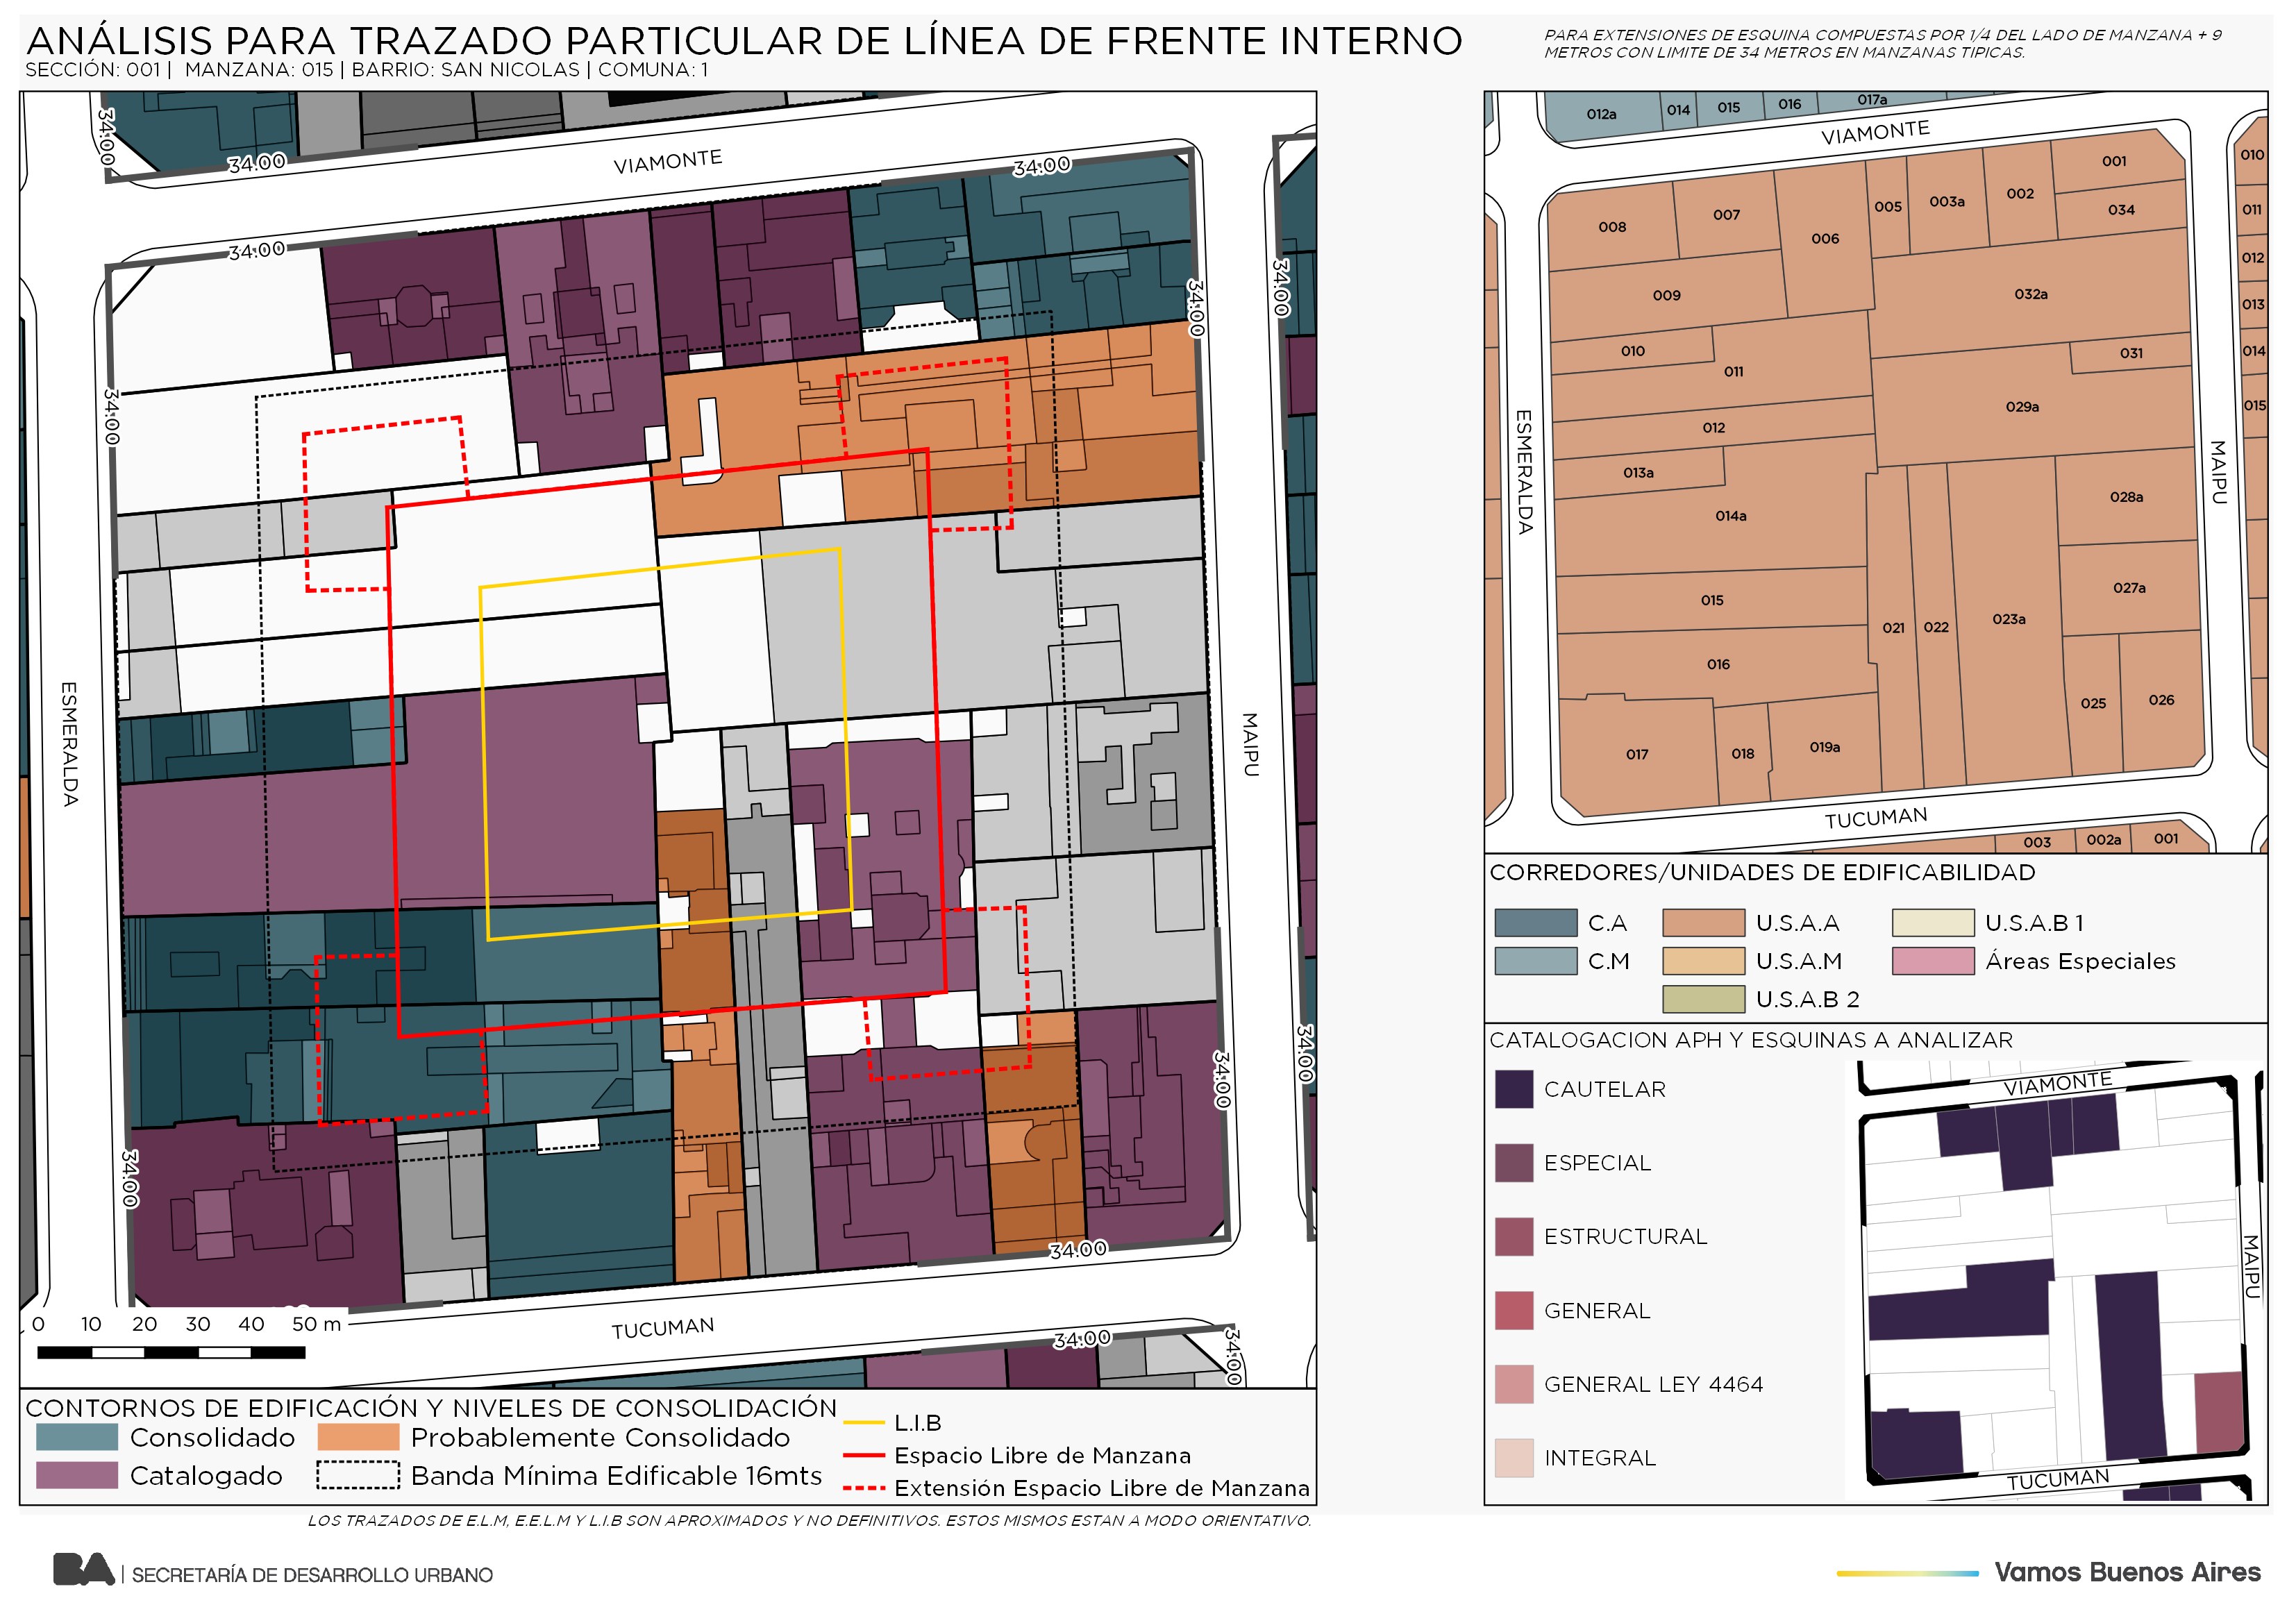 ANÁLISIS PARA TRAZADO PARTICULAR DE LÍNEA DE FRENTE INTERNO
SECCIÓN: 001 | MANZANA: 015 | BARRIO: SAN NICOLAS | COMUNA: 1
PARA EXTENSIONES DE ESQUINA COMPUESTAS POR 1/4 DEL LADO DE MANZANA + 9
METROS CON LIMITE DE 34 METROS EN MANZANAS TIPICAS.
34.00
34.00
VIAMONTE
34.00
34.00
34.00
34.00
34.00
ESMERALDA
MAIPU
34.00
34.00
34.00
34.00
TUCUMAN
34.00
34.00
0 10 20 30 40 50 m
CONTORNOS DE EDIFICACIÓN Y NIVELES DE CONSOLIDACIÓN
Consolidado
Probablemente Consolidado
Catalogado
Banda Mínima Edificable 16mts
L.I.B
Espacio Libre de Manzana
Extensión Espacio Libre de Manzana
LOS TRAZADOS DE E.L.M, E.E.L.M Y L.I.B SON APROXIMADOS Y NO DEFINITIVOS. ESTOS MISMOS ESTAN A MODO ORIENTATIVO.
012a 014 015 016 017a
VIAMONTE
010
001
008 007 006 005 003a 002 034 011
009 032a 012
013
010 011 031 014
029a 015
012
013a
014a
028a
ESMERALDA
MAIPU
015 021 022 023a 027a
016
017 018 019a 025 026
TUCUMAN
003 002a 001
CORREDORES/UNIDADES DE EDIFICABILIDAD
C.A U.S.A.A U.S.A.B 1
C.M U.S.A.M Áreas Especiales
U.S.A.B 2
CATALOGACION APH Y ESQUINAS A ANALIZAR
CAUTELAR
ESPECIAL
ESTRUCTURAL
GENERAL
GENERAL LEY 4464
INTEGRAL
VIAMONTE
MAIPU
TUCUMAN
BA | SECRETARÍA DE DESARROLLO URBANO
Vamos Buenos Aires